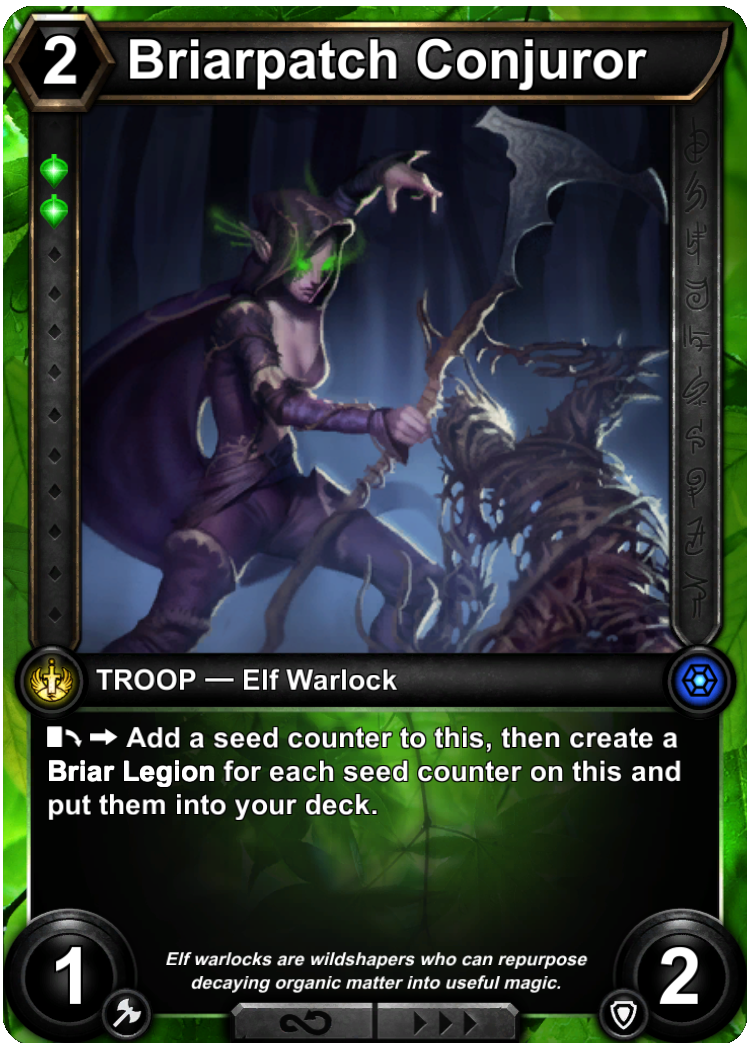 2
Briarpatch Conjuror
TROOP — Elf Warlock
Add a seed counter to this, then create a
Briar Legion for each seed counter on this and
put them into your deck.
Elf warlocks are wildshapers who can repurpose
decaying organic matter into useful magic.
1
2